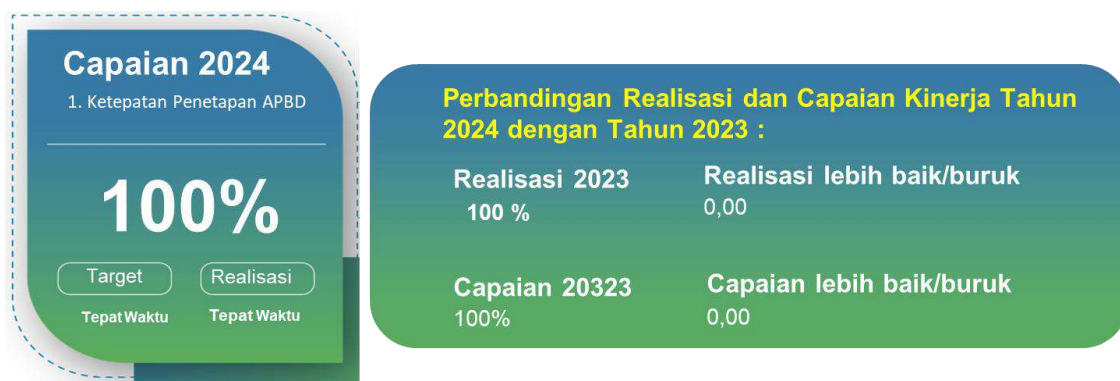 Capaian 2024
1. Ketepatan Penetapan APBD
100%
Target
Realisasi
Tepat Waktu
Tepat Waktu
Perbandingan Realisasi dan Capaian Kinerja Tahun
2024 dengan Tahun 2023 :
Realisasi 2023
100 %
Realisasi lebih baik/buruk
0,00
Capaian 20323
100%
Capaian lebih baik/buruk
0,00